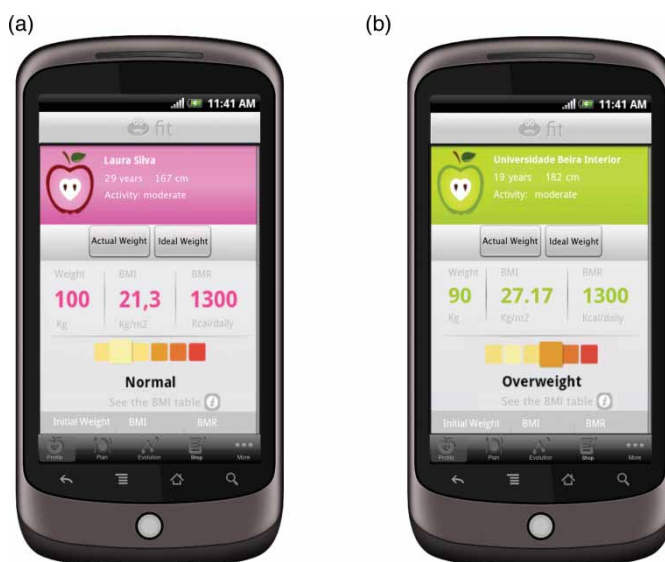 (a)
11:41 AM
fit
Laura Silva
29 years 167 cm
Activity: moderate
Actual Weight Ideal Weight
Weight BMI BMR
100 21,3 1300
Kg Kg/m2 Kcal/daily
Normal
See the BMI table i
Initial Weight BMI BMR
Profile Plan Evolution Shop More
(b)
11:41 AM
fit
Universidade Beira Interior
19 years 182 cm
Activity: moderate
Actual Weight Ideal Weight
Weight BMI BMR
90 27.17 1300
Kg Kg/m2 Kcal/daily
Overweight
See the BMI table i
Initial Weight BMI BMR
Profile Plan Evolution Shop More